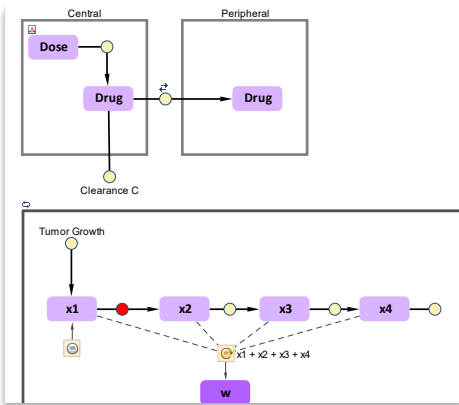 Central
Peripheral
Dose
Drug
Drug
Clearance C
Tumor Growth
x1
x2
x3
x4
x1 + x2 + x3 + x4
w